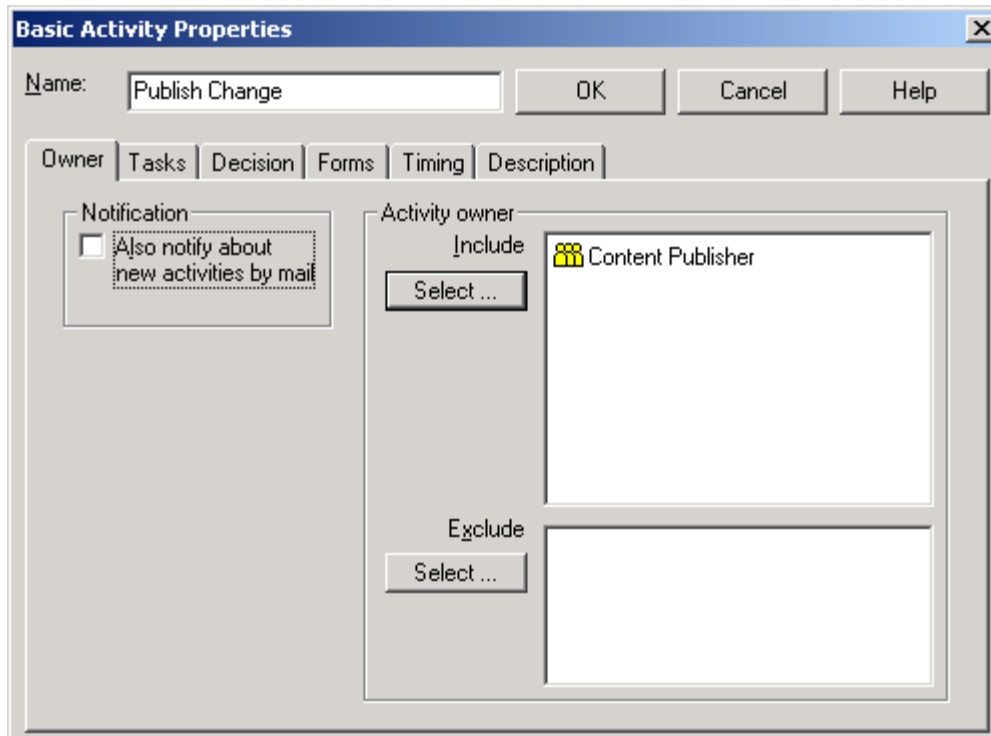 Basic Activity Properties
Name: Publish Change OK Cancel Help
Owner Tasks Decision Forms Timing Description
Notification
Also notify about
new activities by mail
Activity owner
Include
Select ...
Content Publisher
Exclude
Select ...